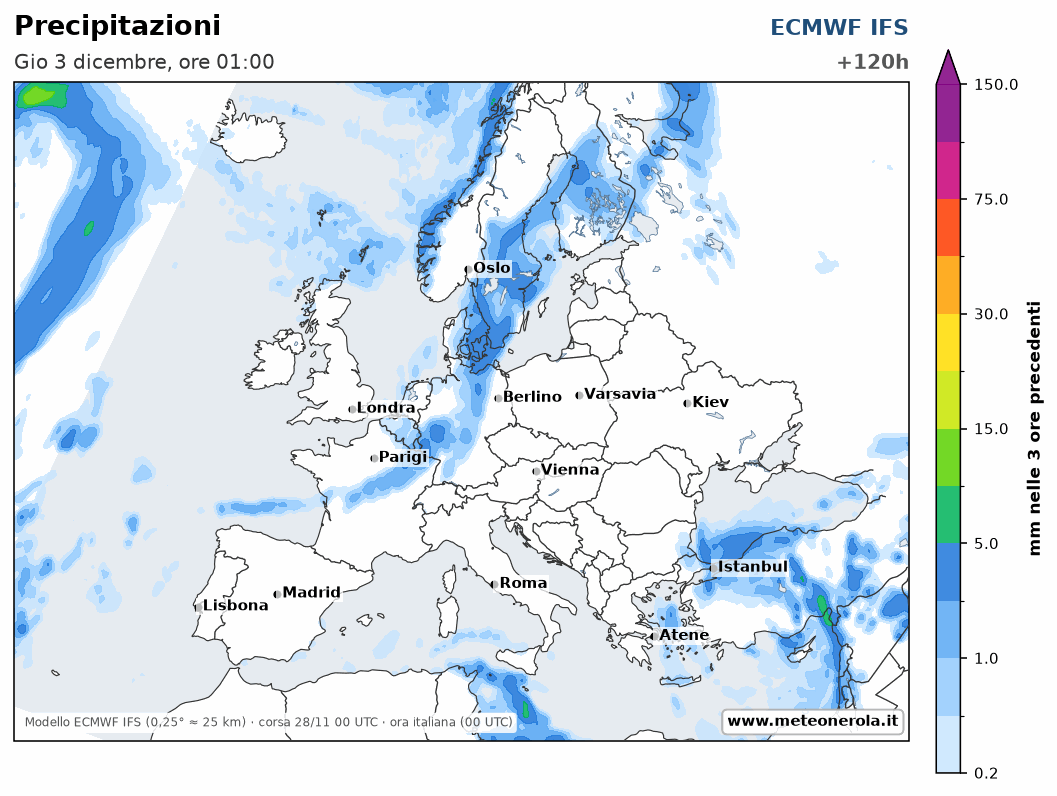 Precipitazioni
ECMWF IFS
Gio 3 dicembre, ore 01:00
+120h
150.0
75.0
30.0
15.0
5.0
1.0
0.2
mm nelle 3 ore precedenti
Oslo
Berlino
Varsavia
Kiev
Londra
Parigi
Vienna
Istanbul
Roma
Madrid
Lisbona
Atene
Modello ECMWF IFS (0,25° ≈ 25 km) · corsa 28/11 00 UTC · ora italiana (00 UTC)
www.meteonerola.it